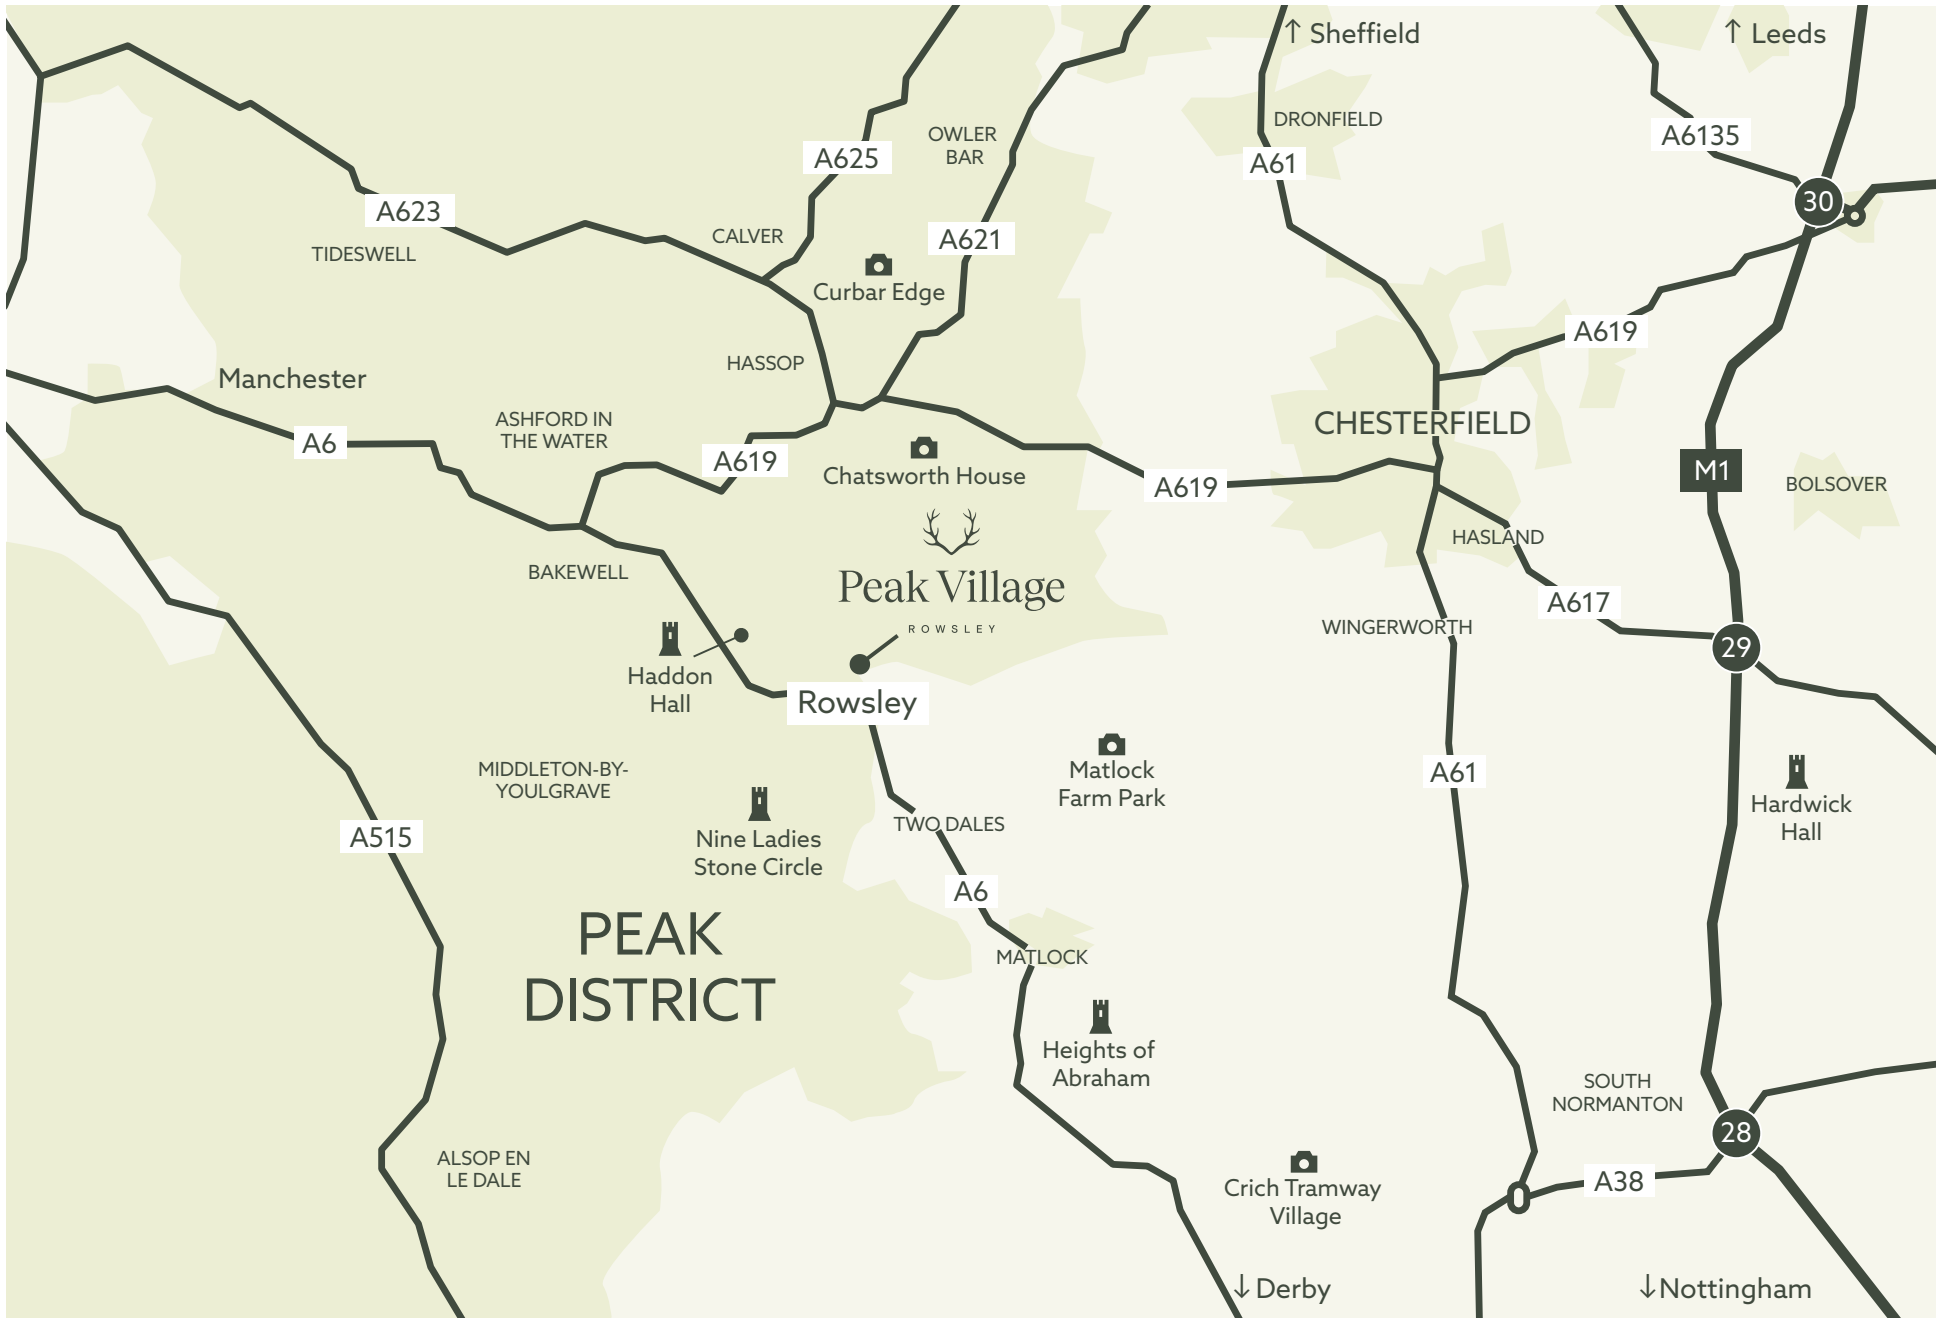 ↑ Sheffield
↑ Leeds
DRONFIELD
A6135
OWLER
BAR
A625
A61
30
A623
CALVER
A621
TIDESWELL
Curbar Edge
A619
HASSOP
Manchester
ASHFORD IN
THE WATER
CHESTERFIELD
A6
A619
Chatsworth House
A619
M1
BOLSOVER
HASLAND
BAKEWELL
Peak Village
ROWSLEY
A617
WINGERWORTH
29
Haddon
Hall
Rowsley
MIDDLETON-BY-
YOULGRAVE
Matlock
Farm Park
A61
Hardwick
Hall
A515
Nine Ladies
Stone Circle
TWO DALES
A6
PEAK
DISTRICT
MATLOCK
Heights of
Abraham
SOUTH
NORMANTON
28
ALSOP EN
LE DALE
Crich Tramway
Village
A38
↓ Derby
↓ Nottingham